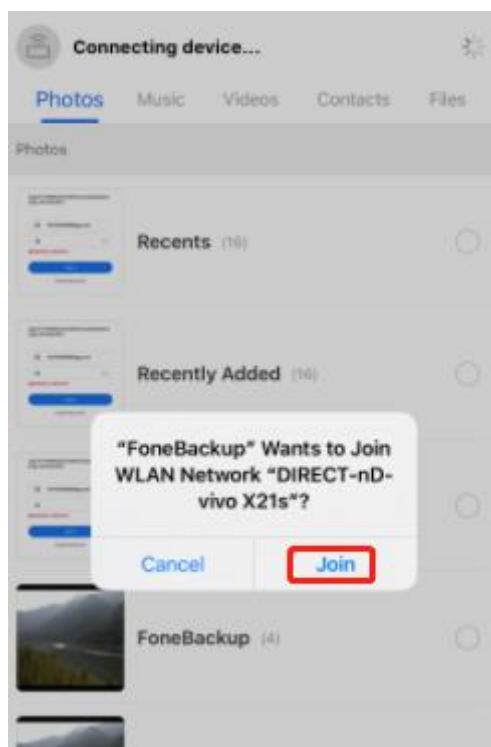 Connecting device...
Photos Music Videos Contacts Files
Photos
Recents (16)
Recently Added (16)
"FoneBackup" Wants to Join
WLAN Network "DIRECT-nD-
vivo X21s"?
Cancel Join
FoneBackup (4)